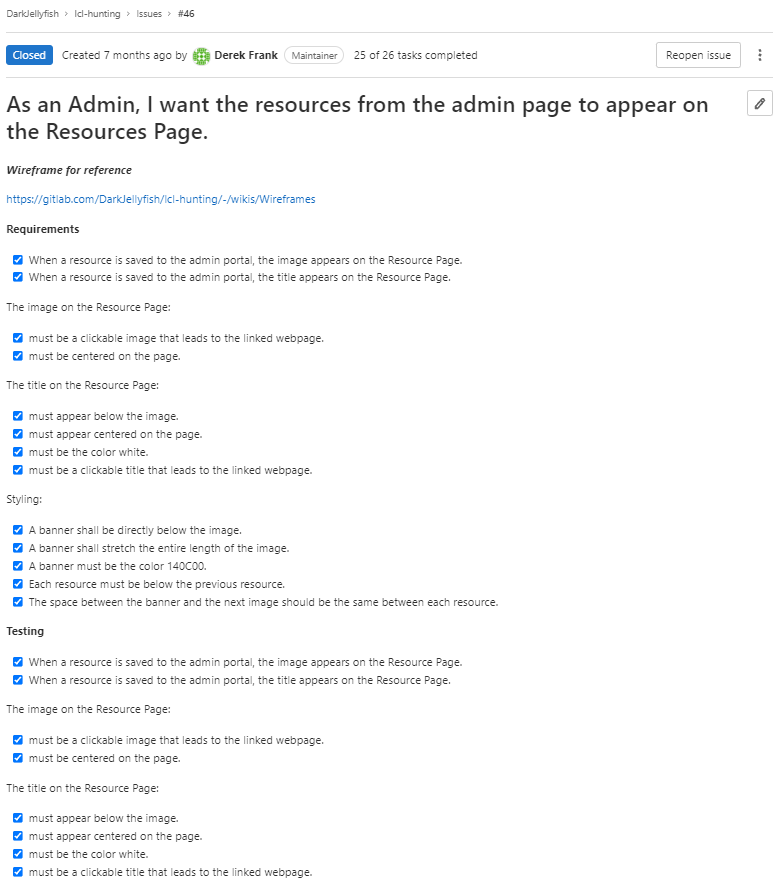 DarkJellyfish > lcl-hunting > Issues > #46
Closed Created 7 months ago by Derek Frank Maintainer 25 of 26 tasks completed Reopen issue
As an Admin, I want the resources from the admin page to appear on
the Resources Page.
Wireframe for reference
https://gitlab.com/DarkJellyfish/lcl-hunting/-/wikis/Wireframes
Requirements
When a resource is saved to the admin portal, the image appears on the Resource Page.
When a resource is saved to the admin portal, the title appears on the Resource Page.
The image on the Resource Page:
must be a clickable image that leads to the linked webpage.
must be centered on the page.
The title on the Resource Page:
must appear below the image.
must appear centered on the page.
must be the color white.
must be a clickable title that leads to the linked webpage.
Styling:
A banner shall be directly below the image.
A banner shall stretch the entire length of the image.
A banner must be the color 140C00.
Each resource must be below the previous resource.
The space between the banner and the next image should be the same between each resource.
Testing
When a resource is saved to the admin portal, the image appears on the Resource Page.
When a resource is saved to the admin portal, the title appears on the Resource Page.
The image on the Resource Page:
must be a clickable image that leads to the linked webpage.
must be centered on the page.
The title on the Resource Page:
must appear below the image.
must appear centered on the page.
must be the color white.
must be a clickable title that leads to the linked webpage.